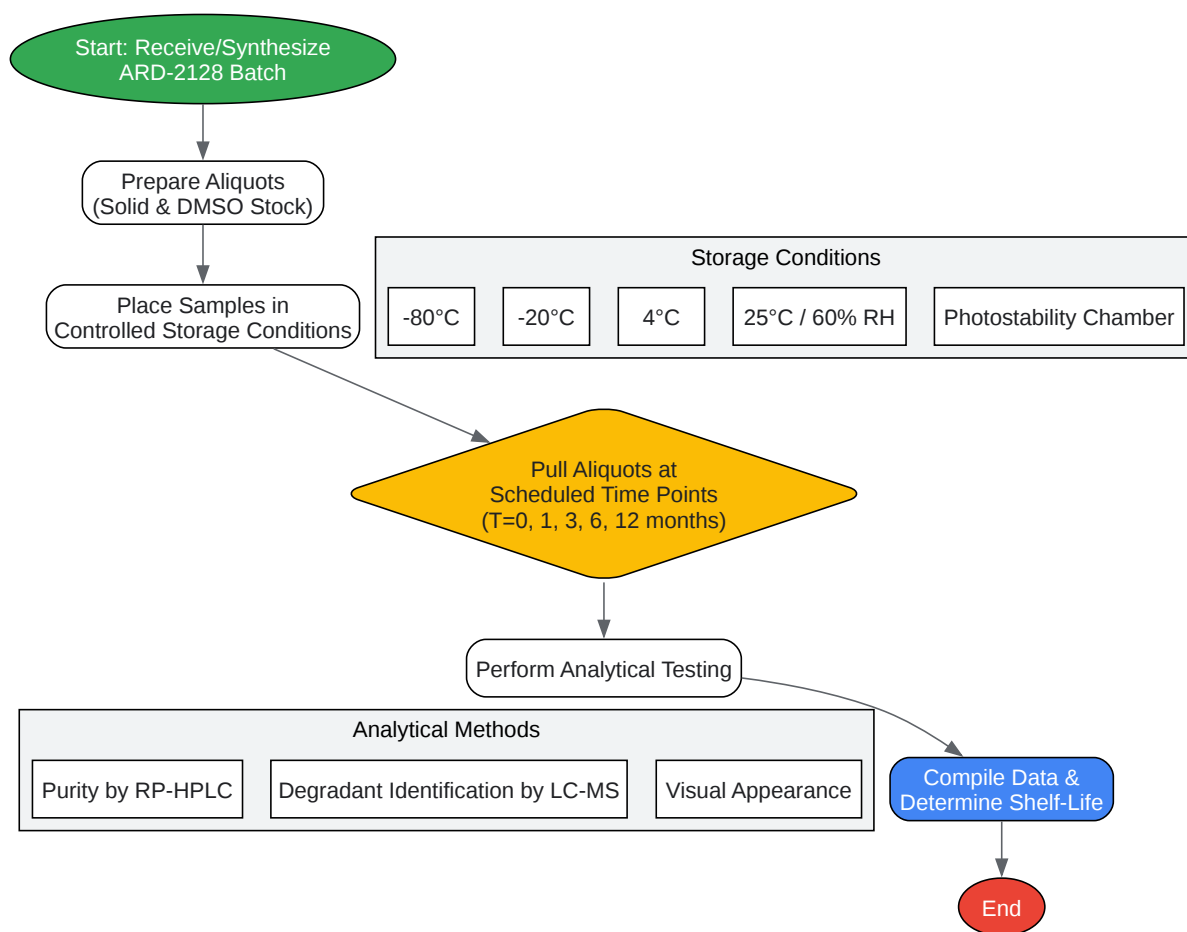 Start: Receive/Synthesize
ARD-2128 Batch
Prepare Aliquots
(Solid & DMSO Stock)
Place Samples in
Controlled Storage Conditions
Storage Conditions
-80°C
-20°C
4°C
25°C / 60% RH
Photostability Chamber
Pull Aliquots at
Scheduled Time Points
(T=0, 1, 3, 6, 12 months)
Perform Analytical Testing
Analytical Methods
Purity by RP-HPLC
Degradant Identification by LC-MS
Visual Appearance
Compile Data &
Determine Shelf-Life
End